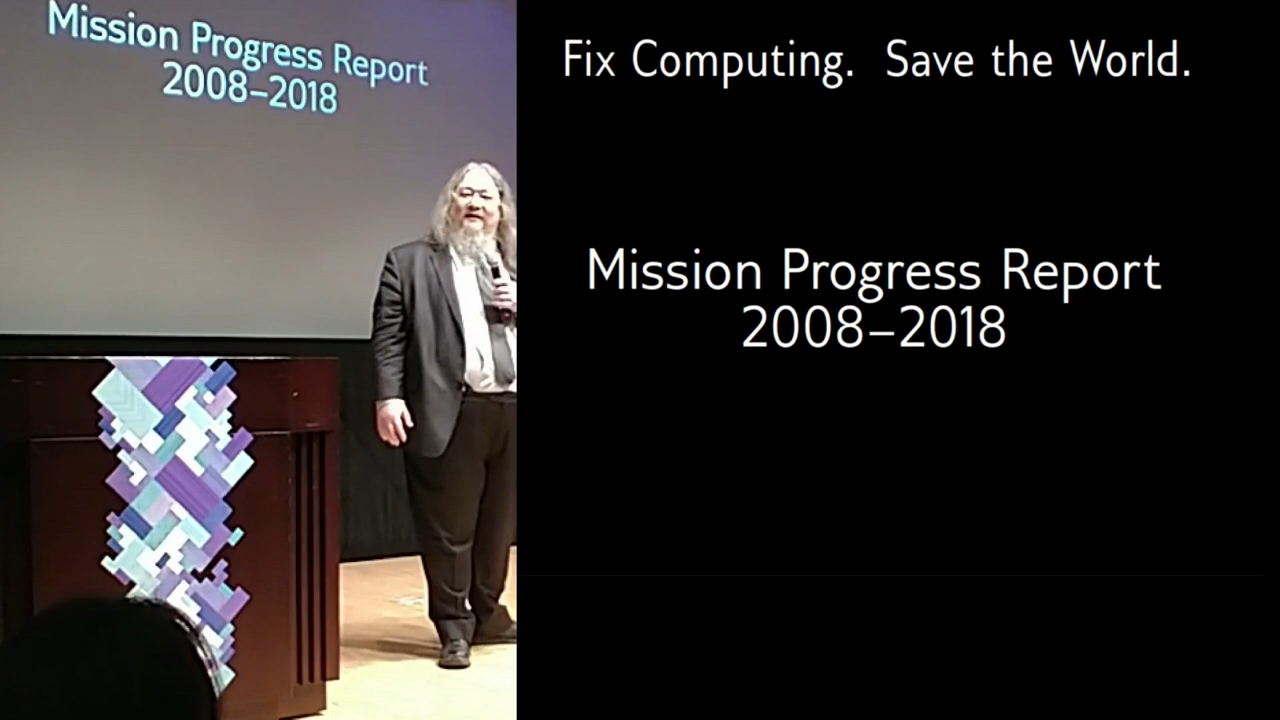 Mission Progress Report
2008–2018
Fix Computing.  Save the World.
Mission Progress Report
2008–2018